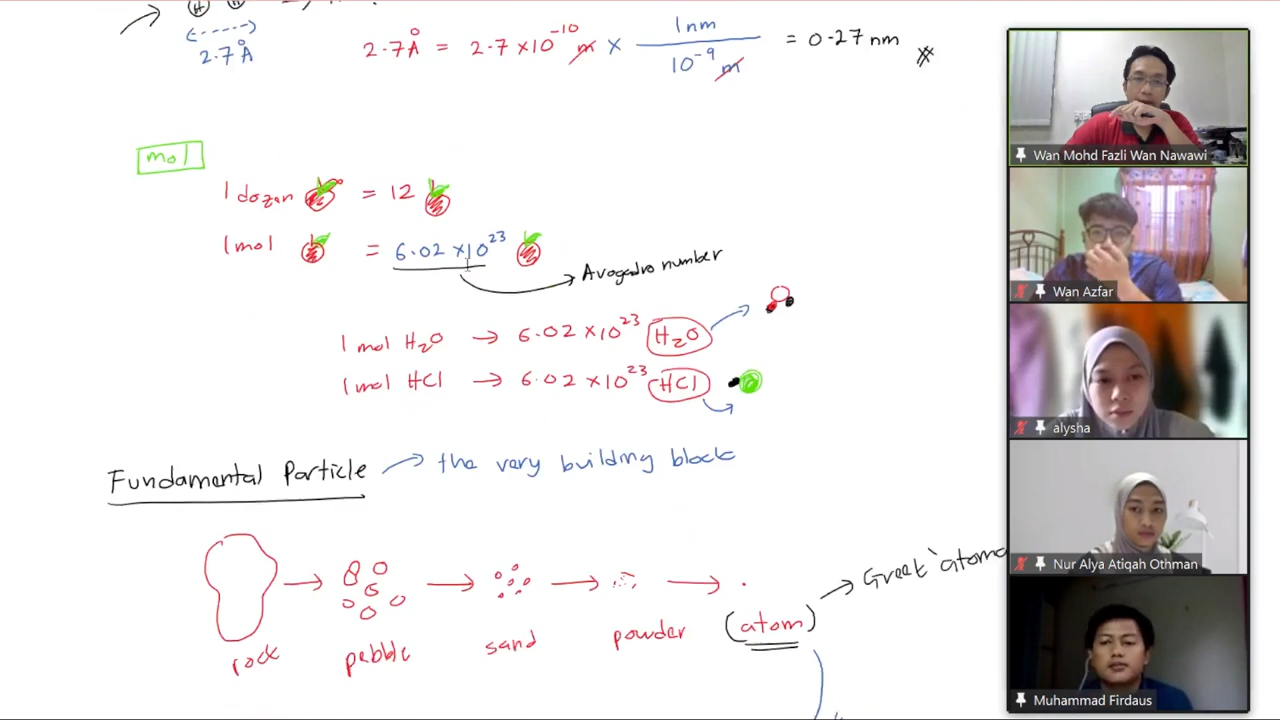 H H
2.7Å
2.7Å = 2.7 ×10⁻¹⁰ m × 1nm / 10⁻⁹ m = 0.27 nm
mol
1 dozan = 12
1 mol = 6.02 ×10²³
Avogadro number
1 mol H₂O → 6.02 ×10²³ H₂O
1 mol HCl → 6.02 ×10²³ HCl
Fundamental Particle → the very building block
rock → pebble → sand → powder → (atom) → Greek 'atomo
Wan Mohd Fazli Wan Nawawi
Wan Azfar
alysha
Nur Alya Atiqah Othman
Muhammad Firdaus